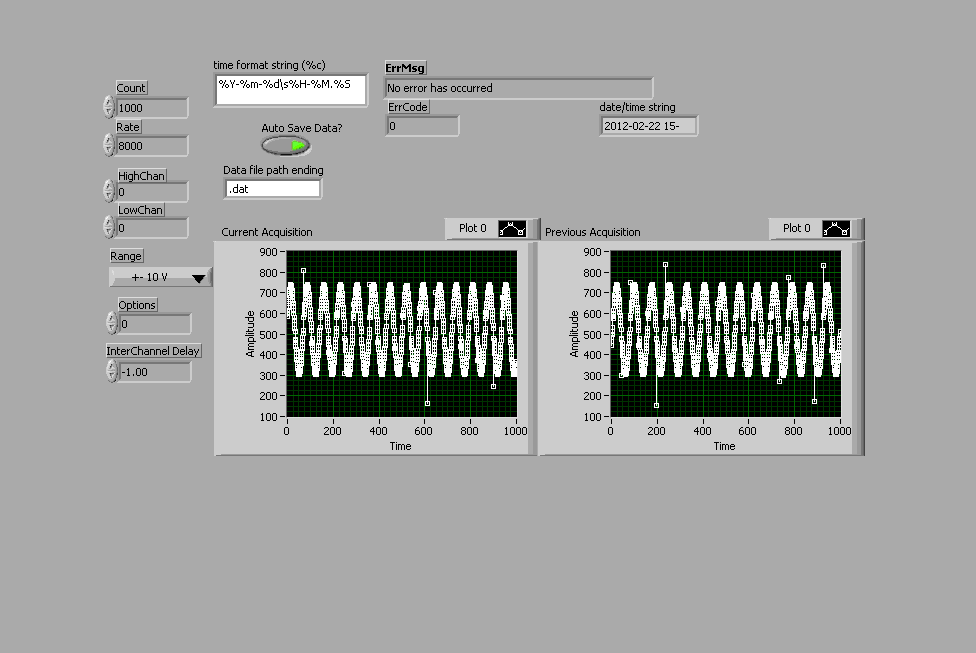 time format string (%c)
%Y-%m-%d\s%H-%M.%S
ErrMsg
No error has occurred
ErrCode
0
date/time string
2012-02-22 15-
Count
1000
Rate
8000
Auto Save Data?
Data file path ending
.dat
HighChan
0
LowChan
0
Range
+- 10 V
Options
0
InterChannel Delay
-1.00
Current Acquisition
Plot 0
900
800
700
600
500
400
300
200
100
Amplitude
0 200 400 600 800 1000
Time
Previous Acquisition
Plot 0
900
800
700
600
500
400
300
200
100
Amplitude
0 200 400 600 800 1000
Time